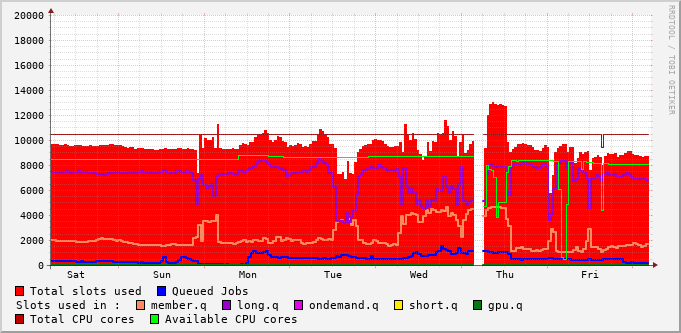 20000
18000
16000
14000
12000
10000
8000
6000
4000
2000
0
Sat Sun Mon Tue Wed Thu Fri
Total slots used Queued Jobs
Slots used in : member.q long.q ondemand.q short.q gpu.q
Total CPU cores Available CPU cores
RRDTOOL / TOBI OETIKER